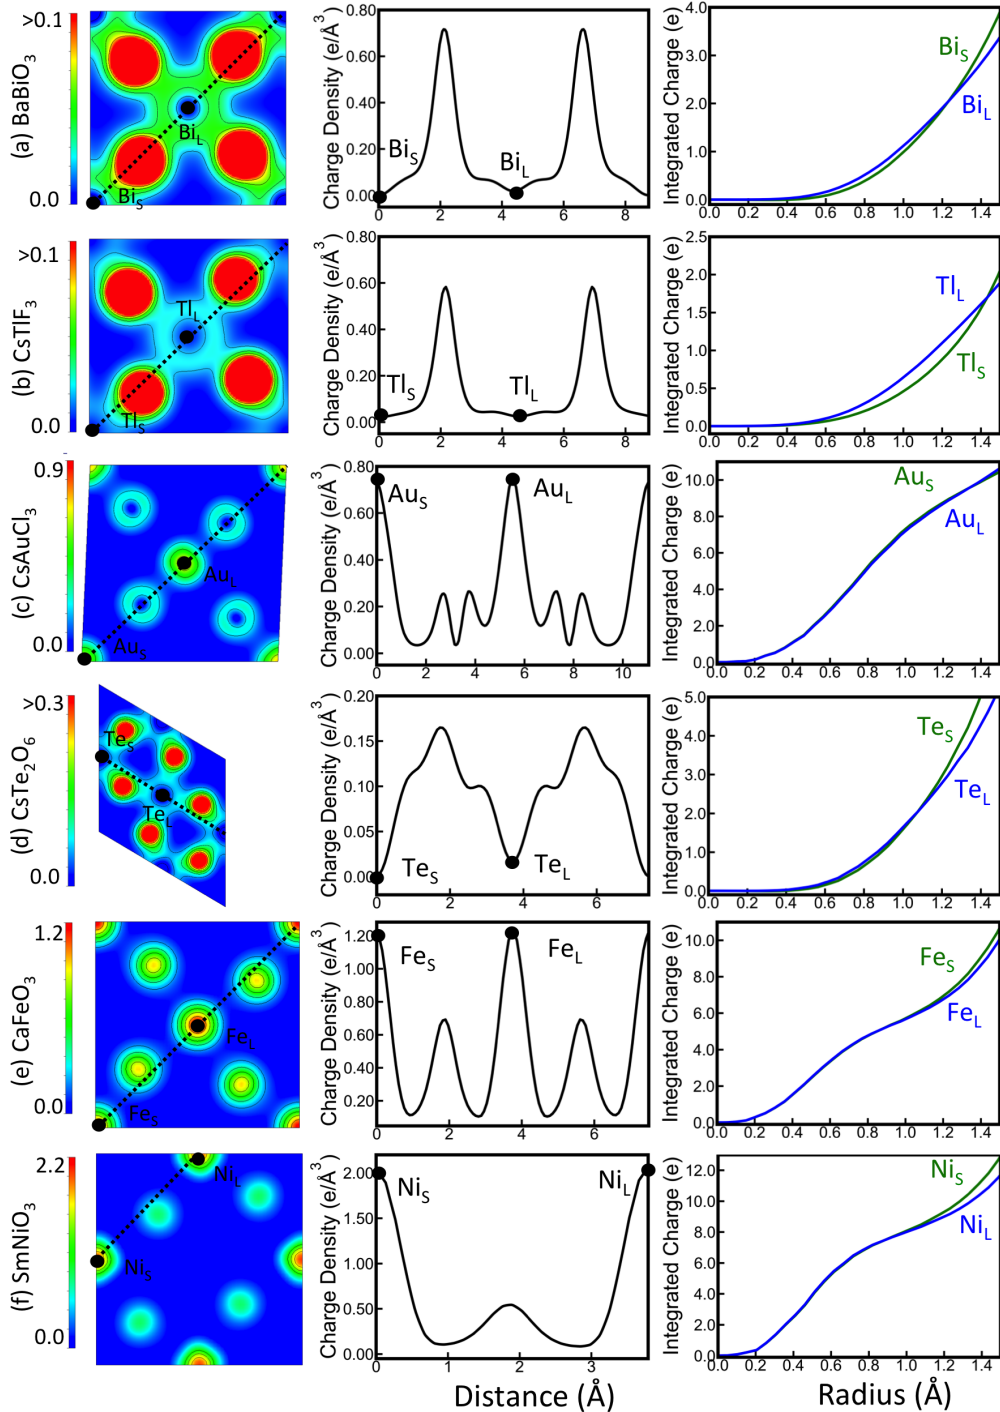 (a) BaBiO3
>0.1
0.0
BiL
BiS
Charge Density (e/Å3)
0.80
0.60
0.40
0.20
0.00
BiS
BiL
0 2 4 6 8
Integrated Charge (e)
4.0
3.0
2.0
1.0
0.0
BiS
BiL
0.0 0.2 0.4 0.6 0.8 1.0 1.2 1.4
(b) CsTlF3
>0.1
0.0
TlL
TlS
Charge Density (e/Å3)
0.80
0.60
0.40
0.20
0.00
TlS
TlL
0 2 4 6 8
Integrated Charge (e)
2.5
2.0
1.5
1.0
0.5
0.0
TlL
TlS
0.0 0.2 0.4 0.6 0.8 1.0 1.2 1.4
(c) CsAuCl3
0.9
0.0
AuL
AuS
Charge Density (e/Å3)
0.80
0.60
0.40
0.20
0.00
AuS
AuL
0 2 4 6 8 10
Integrated Charge (e)
10.0
8.0
6.0
4.0
2.0
0.0
AuS
AuL
0.0 0.2 0.4 0.6 0.8 1.0 1.2 1.4
(d) CsTe2O6
>0.3
0.0
TeS
TeL
Charge Density (e/Å3)
0.20
0.15
0.10
0.05
0.00
TeS
TeL
0 2 4 6
Integrated Charge (e)
5.0
4.0
3.0
2.0
1.0
0.0
TeS
TeL
0.0 0.2 0.4 0.6 0.8 1.0 1.2 1.4
(e) CaFeO3
1.2
0.0
FeL
FeS
Charge Density (e/Å3)
1.20
1.00
0.80
0.60
0.40
0.20
0.00
FeS
FeL
0 2 4 6
Integrated Charge (e)
10.0
8.0
6.0
4.0
2.0
0.0
FeS
FeL
0.0 0.2 0.4 0.6 0.8 1.0 1.2 1.4
(f) SmNiO3
2.2
0.0
NiL
NiS
Charge Density (e/Å3)
2.00
1.50
1.00
0.50
0.00
NiS
NiL
0 1 2 3
Distance (Å)
Integrated Charge (e)
12.0
10.0
8.0
6.0
4.0
2.0
0.0
NiS
NiL
0.0 0.2 0.4 0.6 0.8 1.0 1.2 1.4
Radius (Å)